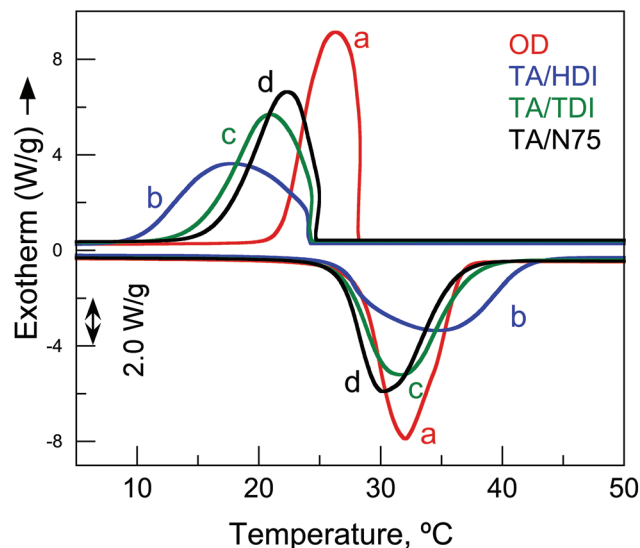 8
4
0
-4
-8
Exotherm (W/g)
2.0 W/g
a
b
c
d
OD
TA/HDI
TA/TDI
TA/N75
a
b
c
d
10 20 30 40 50
Temperature, ºC